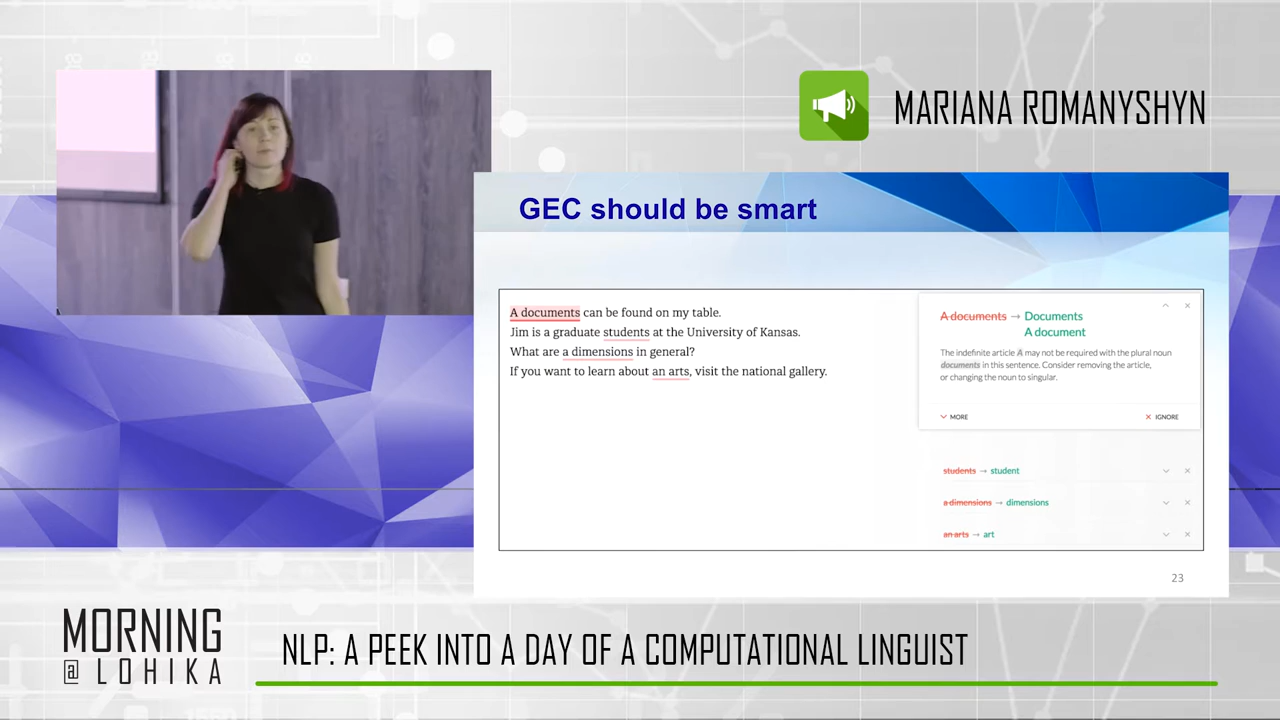 MARIANA ROMANYSHYN
GEC should be smart
A documents can be found on my table.
Jim is a graduate students at the University of Kansas.
What are a dimensions in general?
If you want to learn about an arts, visit the national gallery.
A documents → Documents
A document
The indefinite article A may not be required with the plural noun
documents in this sentence. Consider removing the article,
or changing the noun to singular.
MORE
IGNORE
students → student
a dimensions → dimensions
an arts → art
23
MORNING
@ LOHIKA
NLP: A PEEK INTO A DAY OF A COMPUTATIONAL LINGUIST